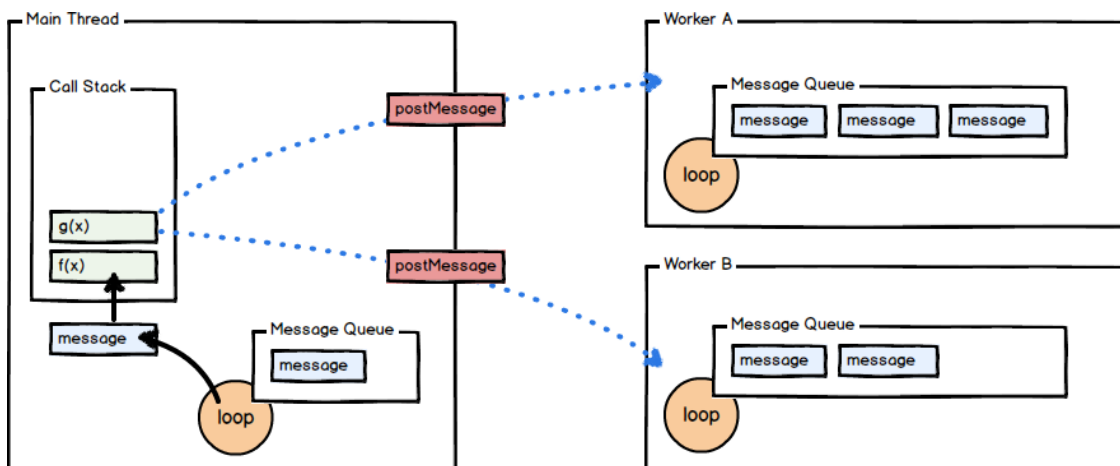 Main Thread
Call Stack
g(x)
f(x)
message
loop
Message Queue
message
postMessage
postMessage
Worker A
Message Queue
message message message
loop
Worker B
Message Queue
message message
loop